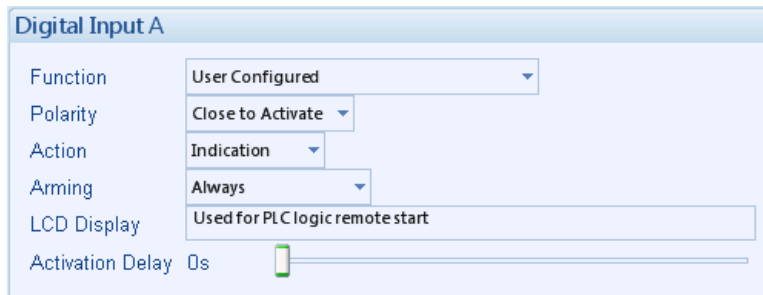 Digital Input A
Function User Configured
Polarity Close to Activate
Action Indication
Arming Always
LCD Display Used for PLC logic remote start
Activation Delay 0s